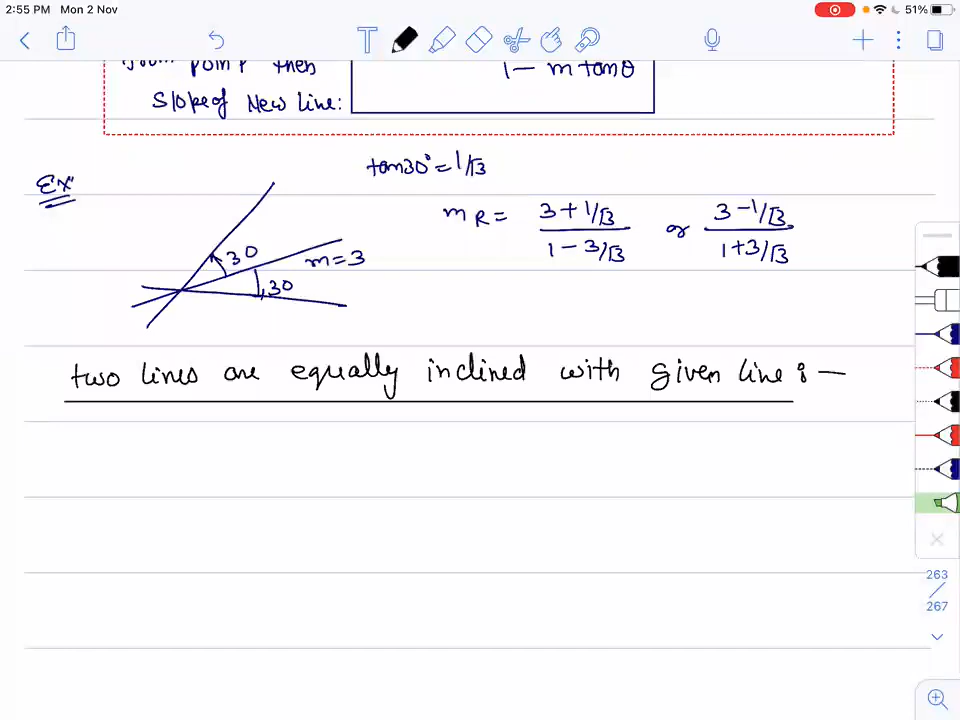 2:55 PM Mon 2 Nov
51%
point then
1 - m tanθ
Slope of New line:
Ex
tan30° = 1/√3
mR = 3 + 1/√3 / 1 - 3/√3 or 3 - 1/√3 / 1 + 3/√3
30
m = 3
30
two lines are equally inclined with given line :-
263
/
267